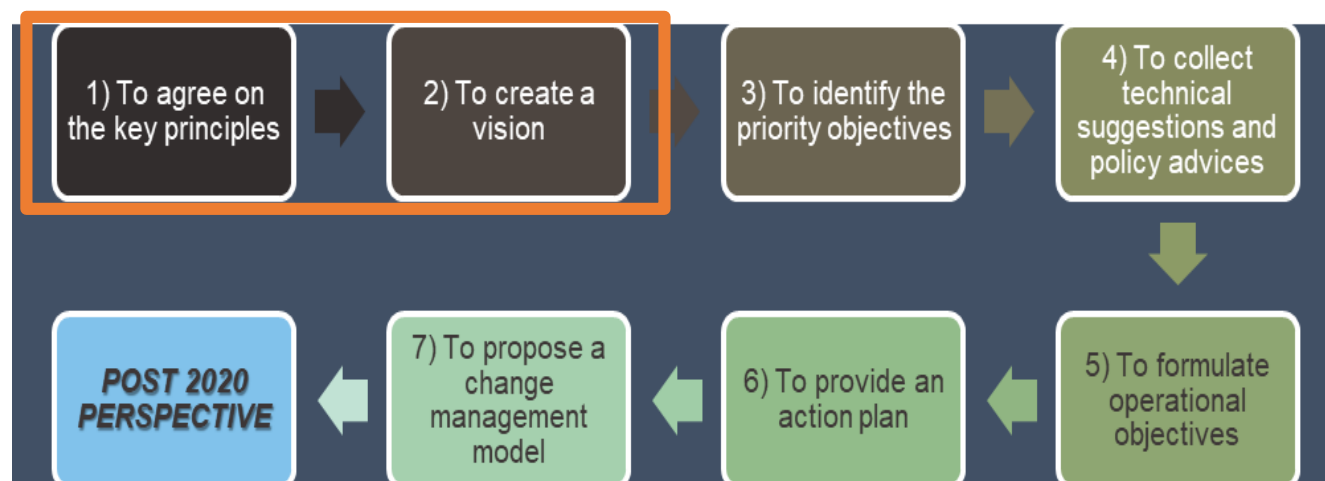 1) To agree on
the key principles
2) To create a
vision
3) To identify the
priority objectives
4) To collect
technical
suggestions and
policy advices
5) To formulate
operational
objectives
6) To provide an
action plan
7) To propose a
change
management
model
POST 2020
PERSPECTIVE